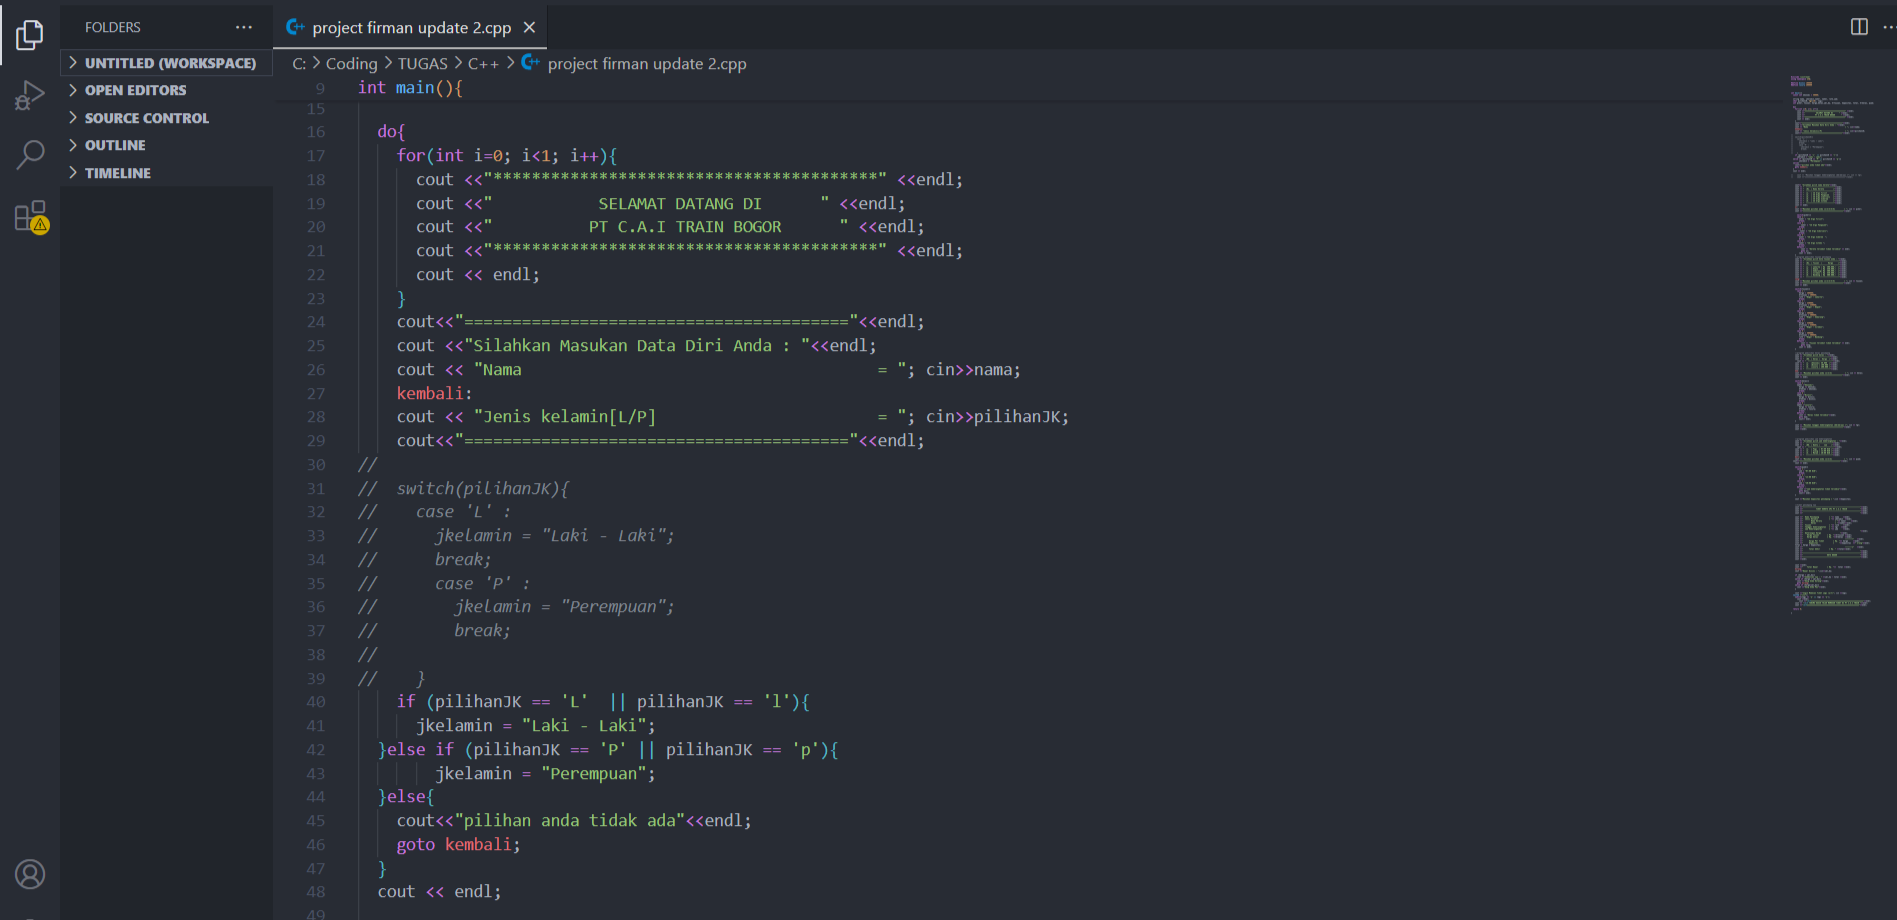 FOLDERS
UNTITLED (WORKSPACE)
OPEN EDITORS
SOURCE CONTROL
OUTLINE
TIMELINE
project firman update 2.cpp
C: > Coding > TUGAS > C++ > project firman update 2.cpp
9 int main(){
15
16 do{
17 for(int i=0; i<1; i++){
18 cout <<"****************************************" <<endl;
19 cout <<"           SELAMAT DATANG DI      " <<endl;
20 cout <<"          PT C.A.I TRAIN BOGOR      " <<endl;
21 cout <<"****************************************" <<endl;
22 cout << endl;
23 }
24 cout<<"========================================"<<endl;
25 cout <<"Silahkan Masukan Data Diri Anda : "<<endl;
26 cout << "Nama                                     = "; cin>>nama;
27 kembali:
28 cout << "Jenis kelamin[L/P]                       = "; cin>>pilihanJK;
29 cout<<"========================================"<<endl;
30 //
31 //  switch(pilihanJK){
32 //    case 'L' :
33 //      jkelamin = "Laki - Laki";
34 //      break;
35 //      case 'P' :
36 //        jkelamin = "Perempuan";
37 //        break;
38 //
39 //    }
40 if (pilihanJK == 'L'  || pilihanJK == 'l'){
41 jkelamin = "Laki - Laki";
42 }else if (pilihanJK == 'P' || pilihanJK == 'p'){
43 jkelamin = "Perempuan";
44 }else{
45 cout<<"pilihan anda tidak ada"<<endl;
46 goto kembali;
47 }
48 cout << endl;
49